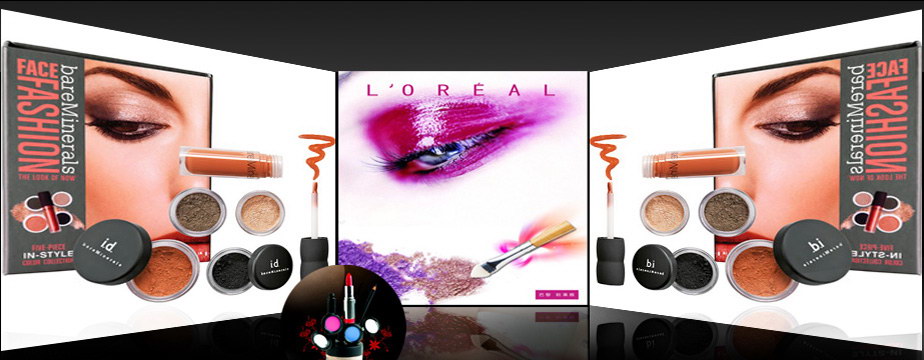 FACE
FASHION
bareMinerals
THE LOOK OF NOW
FIVE-PIECE
IN-STYLE
COLOR COLLECTION
id
bareMinerals
id
bareMinerals
L'ORÉAL
FACE
FASHION
bareMinerals
THE LOOK OF NOW
FIVE-PIECE
IN-STYLE
COLOR COLLECTION
id
bareMinerals
id
bareMinerals